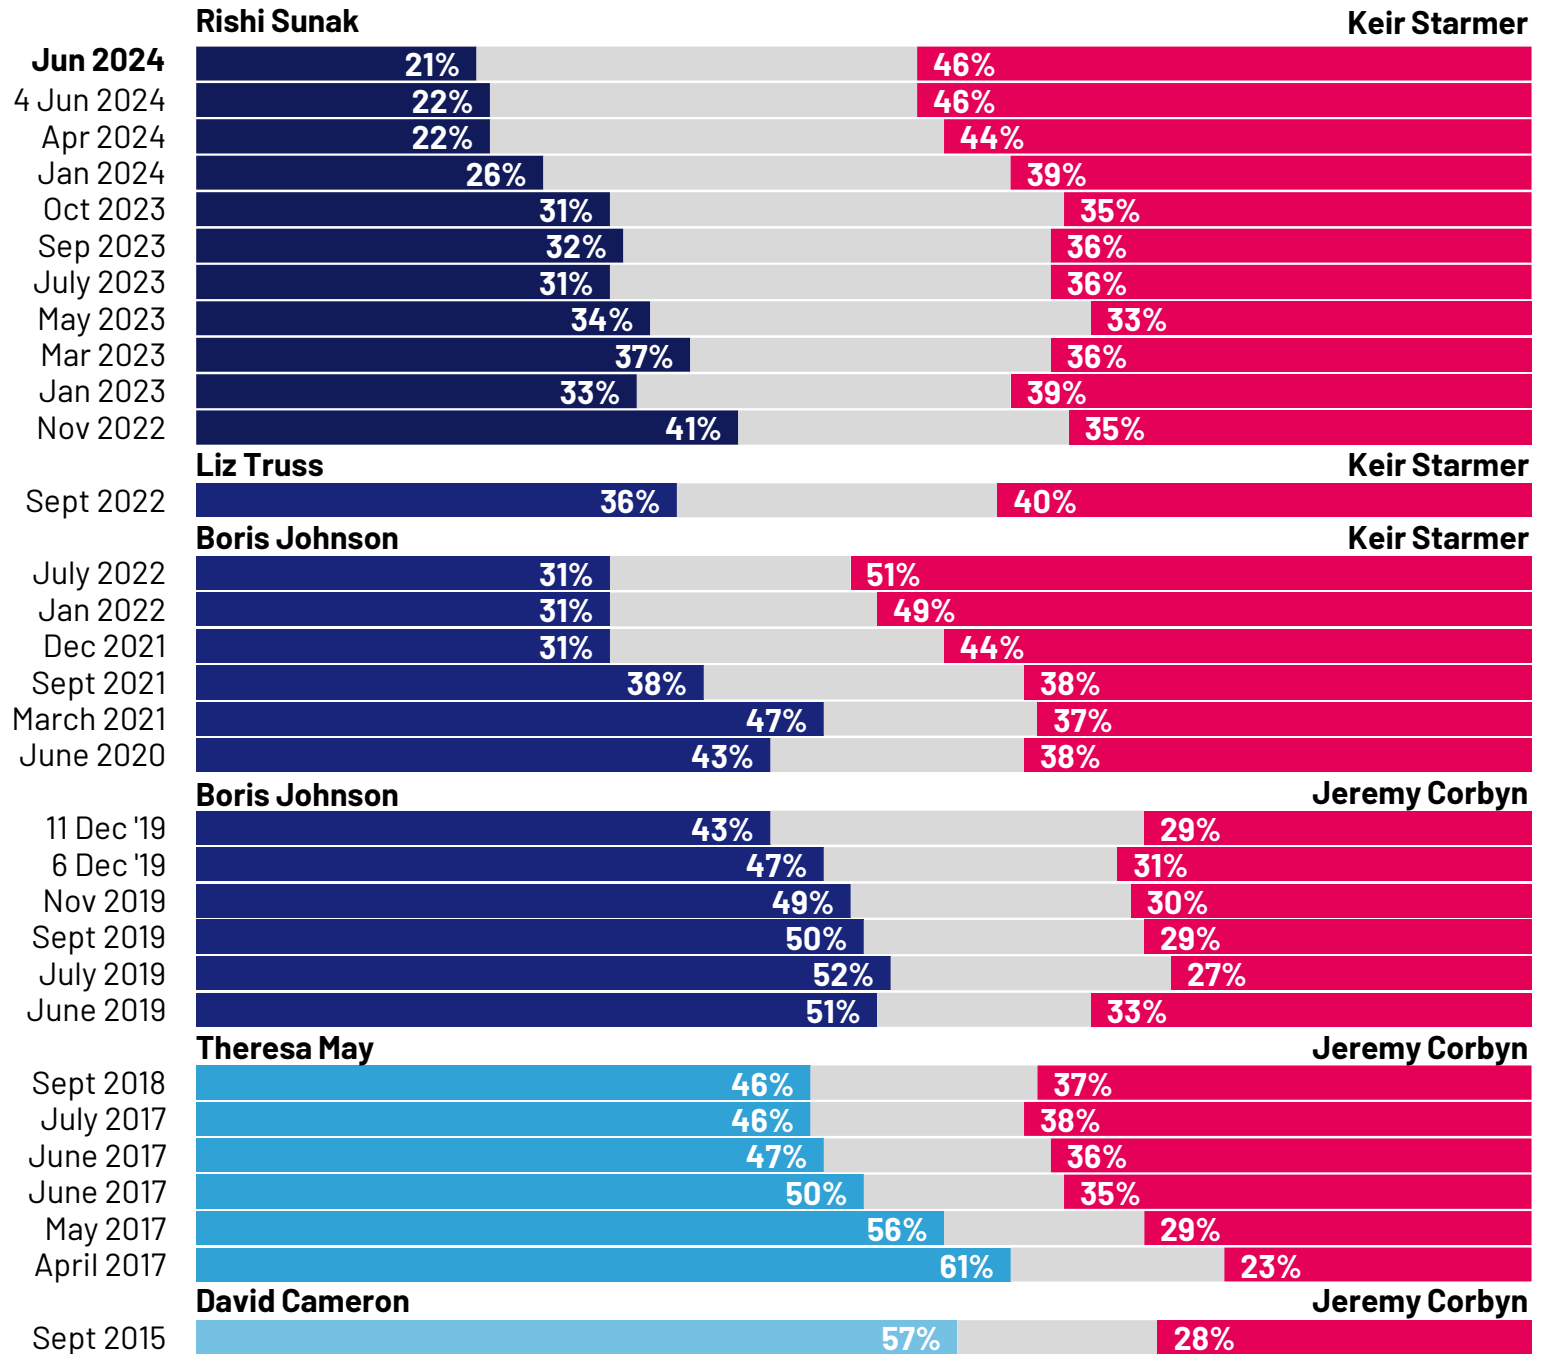 Rishi Sunak Keir Starmer
Jun 2024 21% 46%
4 Jun 2024 22% 46%
Apr 2024 22% 44%
Jan 2024 26% 39%
Oct 2023 31% 35%
Sep 2023 32% 36%
July 2023 31% 36%
May 2023 34% 33%
Mar 2023 37% 36%
Jan 2023 33% 39%
Nov 2022 41% 35%
Liz Truss Keir Starmer
Sept 2022 36% 40%
Boris Johnson Keir Starmer
July 2022 31% 51%
Jan 2022 31% 49%
Dec 2021 31% 44%
Sept 2021 38% 38%
March 2021 47% 37%
June 2020 43% 38%
Boris Johnson Jeremy Corbyn
11 Dec '19 43% 29%
6 Dec '19 47% 31%
Nov 2019 49% 30%
Sept 2019 50% 29%
July 2019 52% 27%
June 2019 51% 33%
Theresa May Jeremy Corbyn
Sept 2018 46% 37%
July 2017 46% 38%
June 2017 47% 36%
June 2017 50% 35%
May 2017 56% 29%
April 2017 61% 23%
David Cameron Jeremy Corbyn
Sept 2015 57% 28%